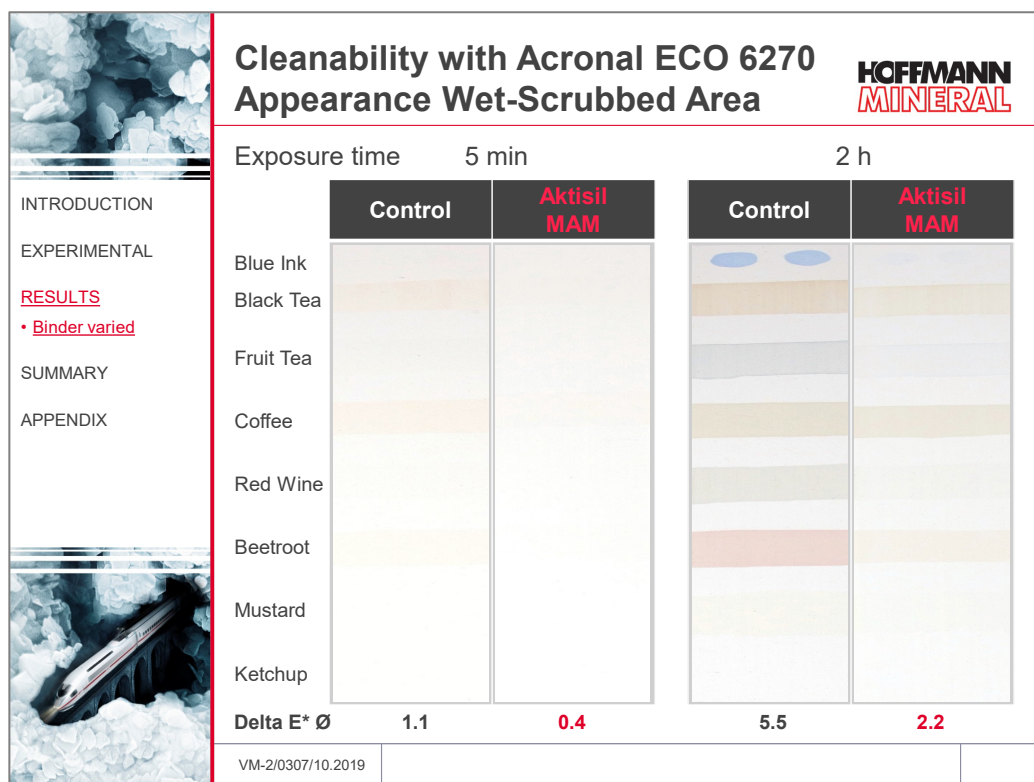 Cleanability with Acronal ECO 6270
Appearance Wet-Scrubbed Area
HOFFMANN
MINERAL
INTRODUCTION
EXPERIMENTAL
RESULTS
• Binder varied
SUMMARY
APPENDIX
Exposure time 5 min 2 h
Control Aktisil MAM Control Aktisil MAM
Blue Ink
Black Tea
Fruit Tea
Coffee
Red Wine
Beetroot
Mustard
Ketchup
Delta E* Ø 1.1 0.4 5.5 2.2
VM-2/0307/10.2019